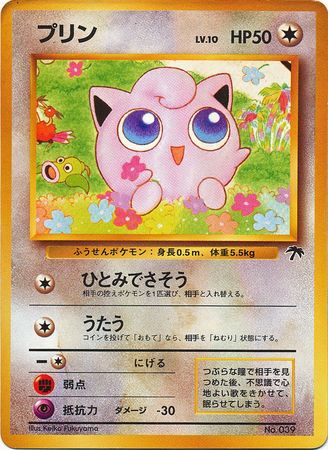 プリン LV.10 HP50
ふうせんポケモン：身長0.5m、体重5.5kg
ひとみでさそう
相手の控えポケモンを1匹選び、相手と入れ替える。
うたう
コインを投げて「おもて」なら、相手を「ねむり」状態にする。
にげる
弱点
抵抗力 ダメージ -30
つぶらな瞳で相手を見
つめた後、不思議で心
地よい歌をきかせて、
眠らせてしまう。
Illus. Keiko Fukuyama
No.039